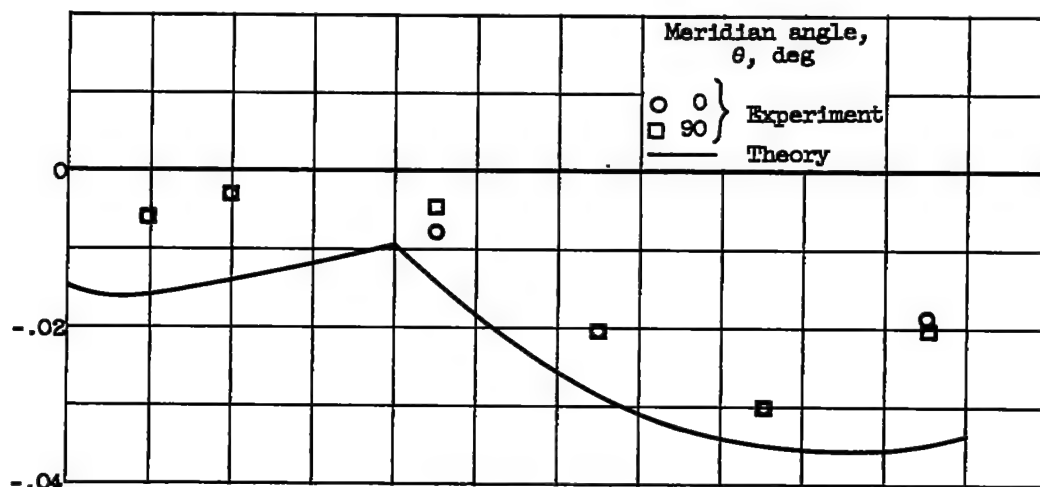 Meridian angle,
θ, deg
0
90
Experiment
Theory
0
-.02
-.04